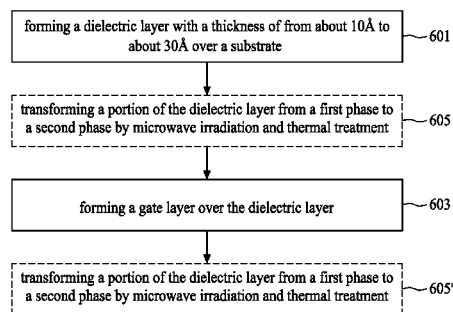 forming a dielectric layer with a thickness of from about 10Å to
about 30Å over a substrate
601
transforming a portion of the dielectric layer from a first phase to
a second phase by microwave irradiation and thermal treatment
605
forming a gate layer over the dielectric layer
603
transforming a portion of the dielectric layer from a first phase to
a second phase by microwave irradiation and thermal treatment
605'